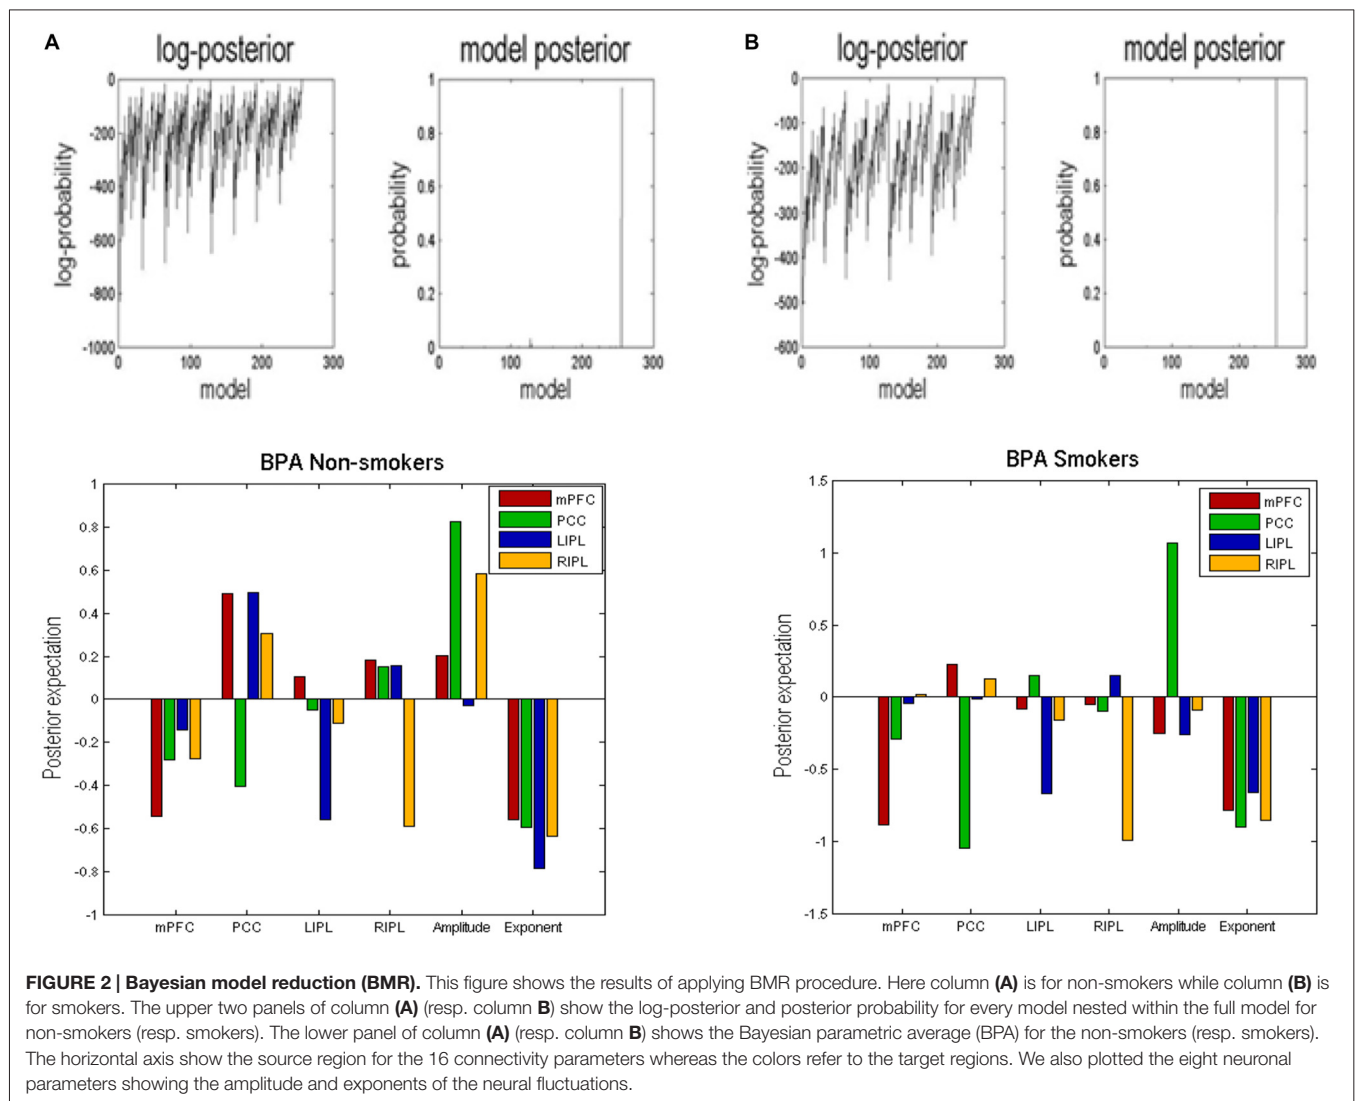 A
log-posterior
0
-200
-400
-600
-800
-1000
log-probability
0 100 200 300
model
model posterior
1
0.8
0.6
0.4
0.2
0
probability
0 100 200 300
model
B
log-posterior
0
-100
-200
-300
-400
-500
-600
log-probability
0 100 200 300
model
model posterior
1
0.8
0.6
0.4
0.2
0
probability
0 100 200 300
model
BPA Non-smokers
1
0.8
0.6
0.4
0.2
0
-0.2
-0.4
-0.6
-0.8
-1
Posterior expectation
mPFC
PCC
LIPL
RIPL
mPFC PCC LIPL RIPL Amplitude Exponent
BPA Smokers
1.5
1
0.5
0
-0.5
-1
-1.5
Posterior expectation
mPFC
PCC
LIPL
RIPL
mPFC PCC LIPL RIPL Amplitude Exponent
FIGURE 2 | Bayesian model reduction (BMR). This figure shows the results of applying BMR procedure. Here column (A) is for non-smokers while column (B) is
for smokers. The upper two panels of column (A) (resp. column B) show the log-posterior and posterior probability for every model nested within the full model for
non-smokers (resp. smokers). The lower panel of column (A) (resp. column B) shows the Bayesian parametric average (BPA) for the non-smokers (resp. smokers).
The horizontal axis show the source region for the 16 connectivity parameters whereas the colors refer to the target regions. We also plotted the eight neuronal
parameters showing the amplitude and exponents of the neural fluctuations.